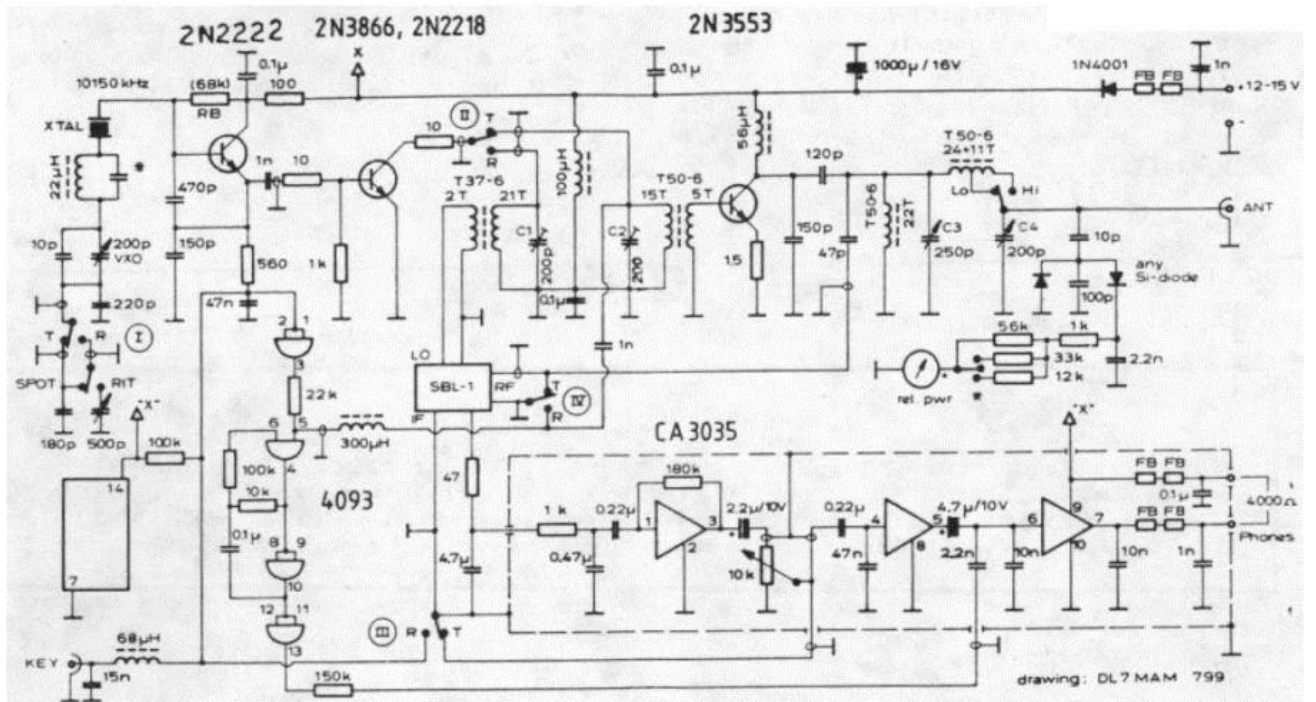 2N2222
2N3866, 2N2218
2N3553
0.1µ
X
0.1µ
1000µ/16V
1N4001
FB FB
1n
+12-15V
-
10150 kHz
(68k)
RB
100
XTAL
22µH
*
470p
1n
10
10
II
T
R
100µH
56µH
120p
T50-6
24+11T
Lo
Hi
ANT
T37-6
2T
21T
T50-6
15T
5T
C1
200p
C2
200
1.5
150p
47p
T50-6
22T
C3
250p
C4
200p
10p
100p
any
Si-diode
10p
200p
VXO
220p
150p
560
47n
1k
0.1µ
T
R
I
SPOT
RIT
180p
500p
"X"
100k
2
1
3
22k
6
5
4
100k
10k
4093
0.1µ
8
9
10
12
11
13
300µH
LO
SBL-1
RF
IF
T
R
IV
1n
56k
33k
12k
1k
2.2n
+
rel. pwr
*
"X"
14
7
CA3035
47
4.7µ
1k
0.47µ
0.22µ
180k
1
3
2
2.2µ/10V
+
10k
0.22µ
47n
4
5
8
4.7µ/10V
+
2.2n
10n
6
9
7
10
10n
FB FB
0.1µ
FB FB
1n
4000Ω
Phones
III
R
T
KEY
15n
68µH
150k
drawing: DL7MAM 799